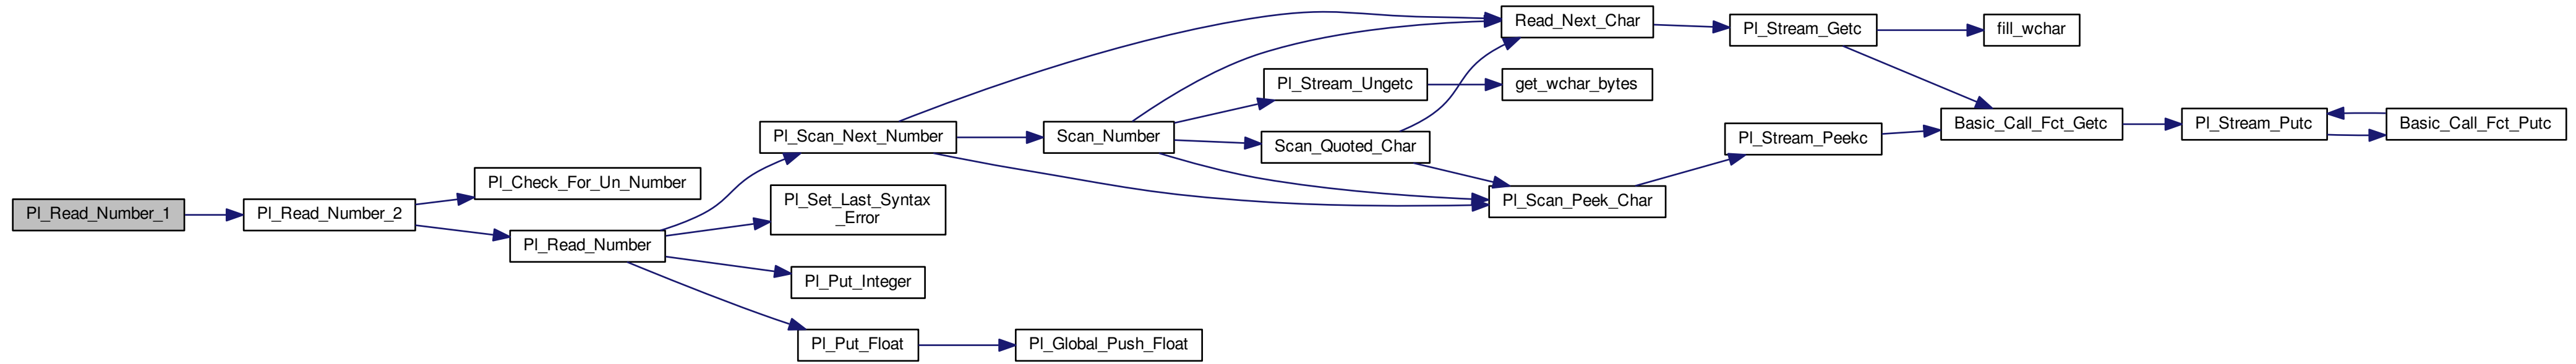 Pl_Read_Number_1
Pl_Read_Number_2
Pl_Check_For_Un_Number
Pl_Read_Number
Pl_Scan_Next_Number
Pl_Set_Last_Syntax
_Error
Pl_Put_Integer
Pl_Put_Float
Pl_Global_Push_Float
Scan_Number
Pl_Stream_Ungetc
Scan_Quoted_Char
Read_Next_Char
get_wchar_bytes
Pl_Scan_Peek_Char
Pl_Stream_Getc
Pl_Stream_Peekc
fill_wchar
Basic_Call_Fct_Getc
Pl_Stream_Putc
Basic_Call_Fct_Putc